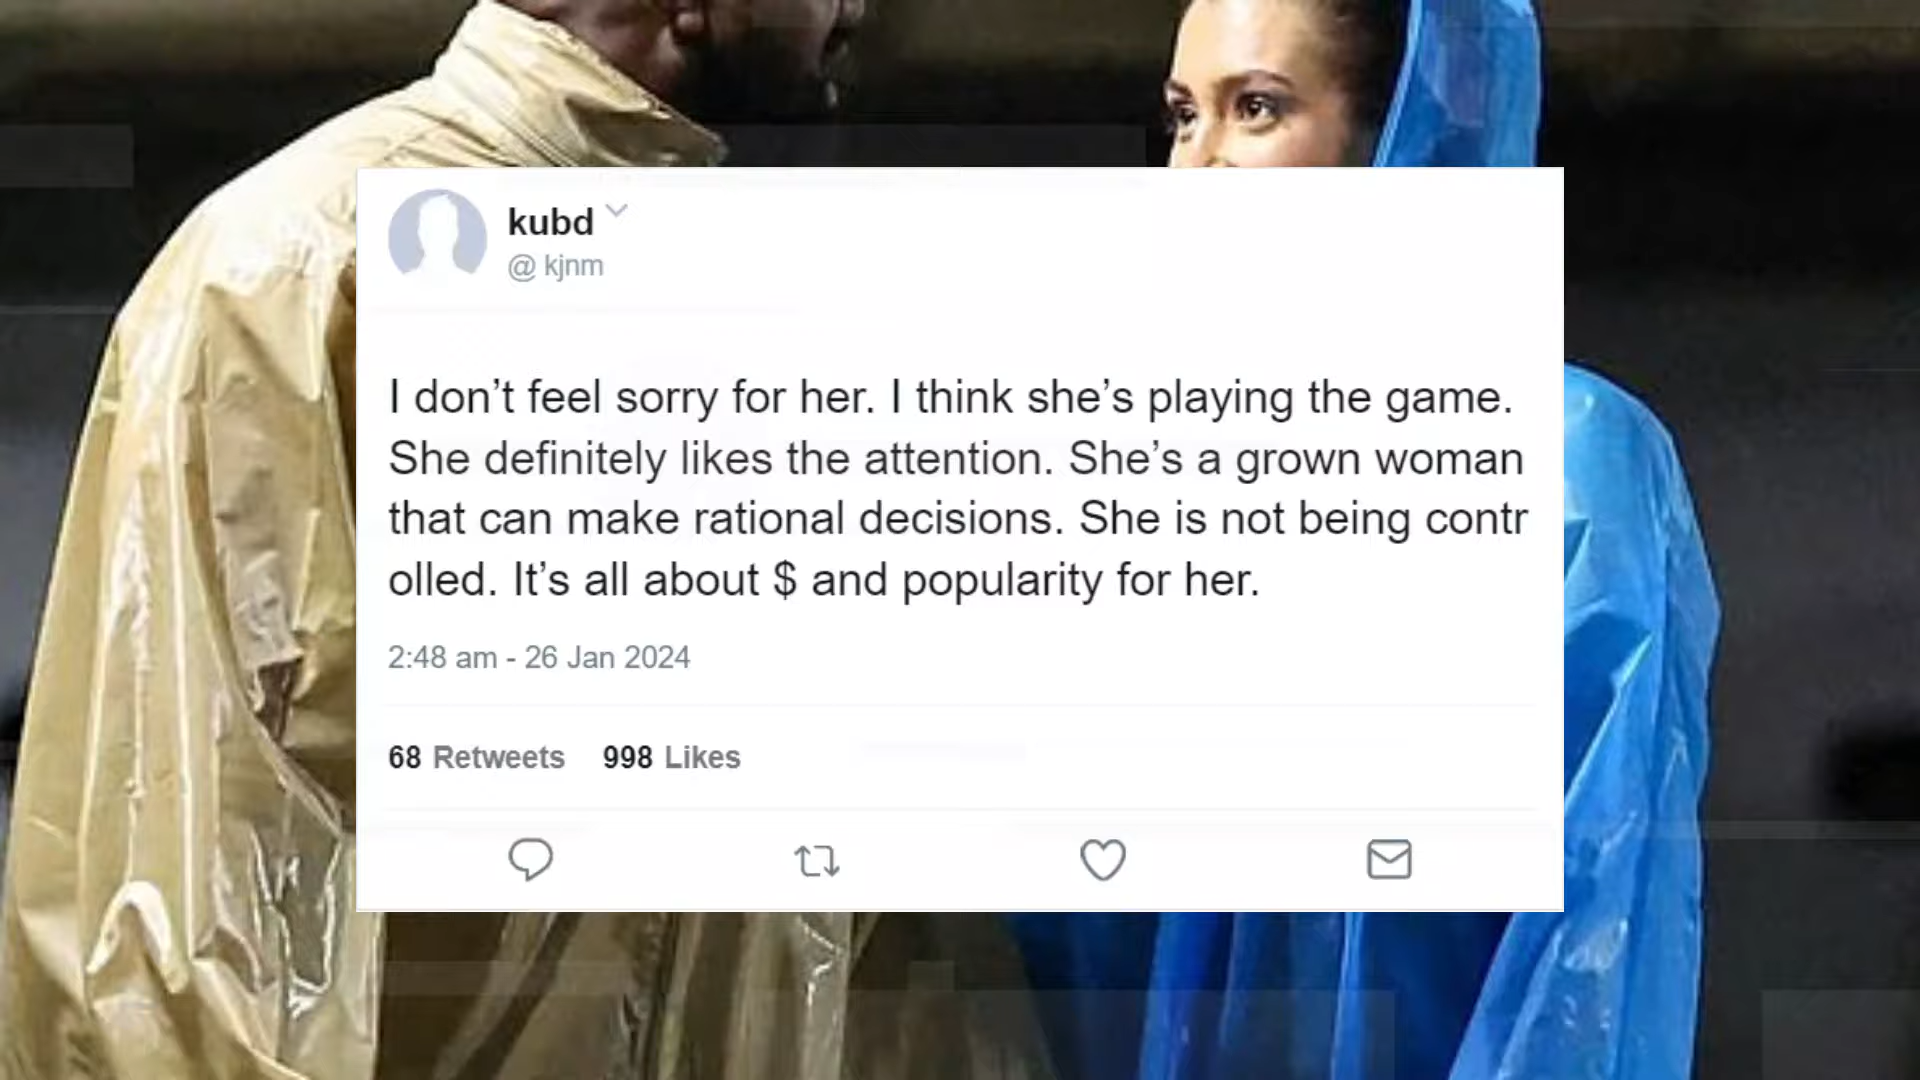 kubd
@ kjnm
I don’t feel sorry for her. I think she’s playing the game.
She definitely likes the attention. She’s a grown woman
that can make rational decisions. She is not being contr
olled. It’s all about $ and popularity for her.
2:48 am - 26 Jan 2024
68 Retweets 998 Likes